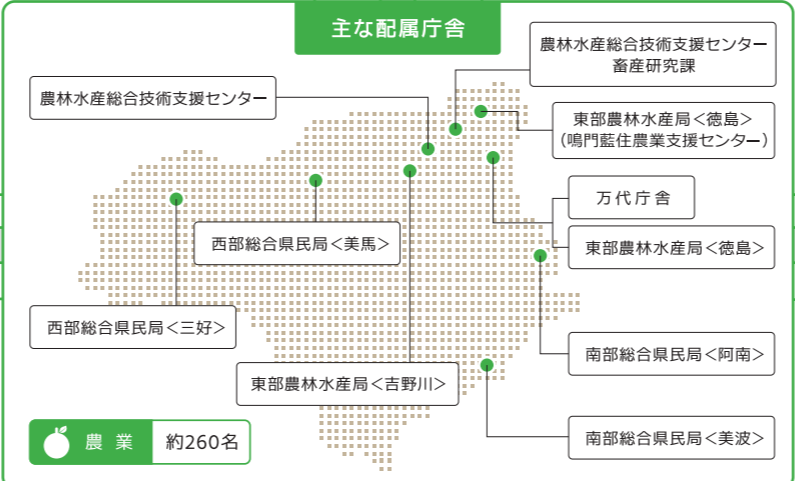 主な配属庁舎
農林水産総合技術支援センター
畜産研究課
農林水産総合技術支援センター
東部農林水産局<徳島>
(鳴門藍住農業支援センター)
万代庁舎
西部総合県民局<美馬>
東部農林水産局<徳島>
西部総合県民局<三好>
南部総合県民局<阿南>
東部農林水産局<吉野川>
農業 約260名
南部総合県民局<美波>